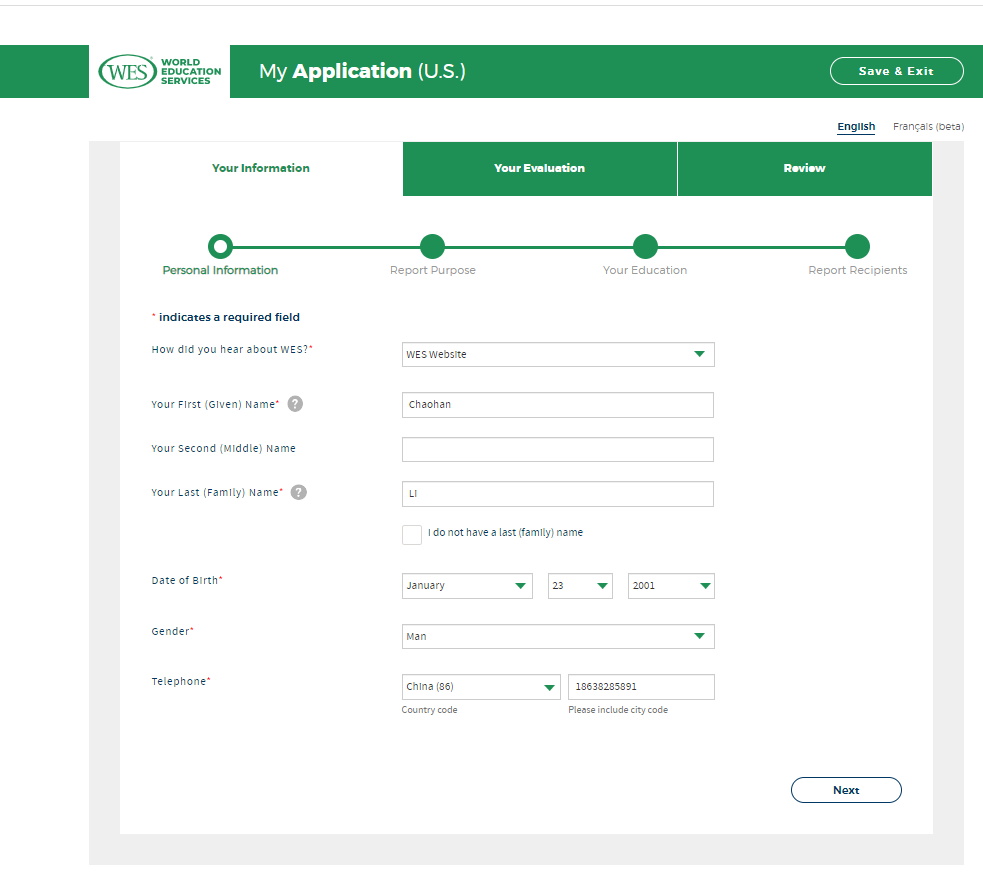 WES WORLD
EDUCATION
SERVICES
My Application (U.S.)
Save & Exit
English Français (beta)
Your Information Your Evaluation Review
Personal Information Report Purpose Your Education Report Recipients
* indicates a required field
How did you hear about WES?* WES Website
Your First (Given) Name* ? Chaohan
Your Second (Middle) Name
Your Last (Family) Name* ? LI
I do not have a last (family) name
Date of Birth* January 23 2001
Gender* Man
Telephone* China (86) 18638285891
Country code Please include city code
Next